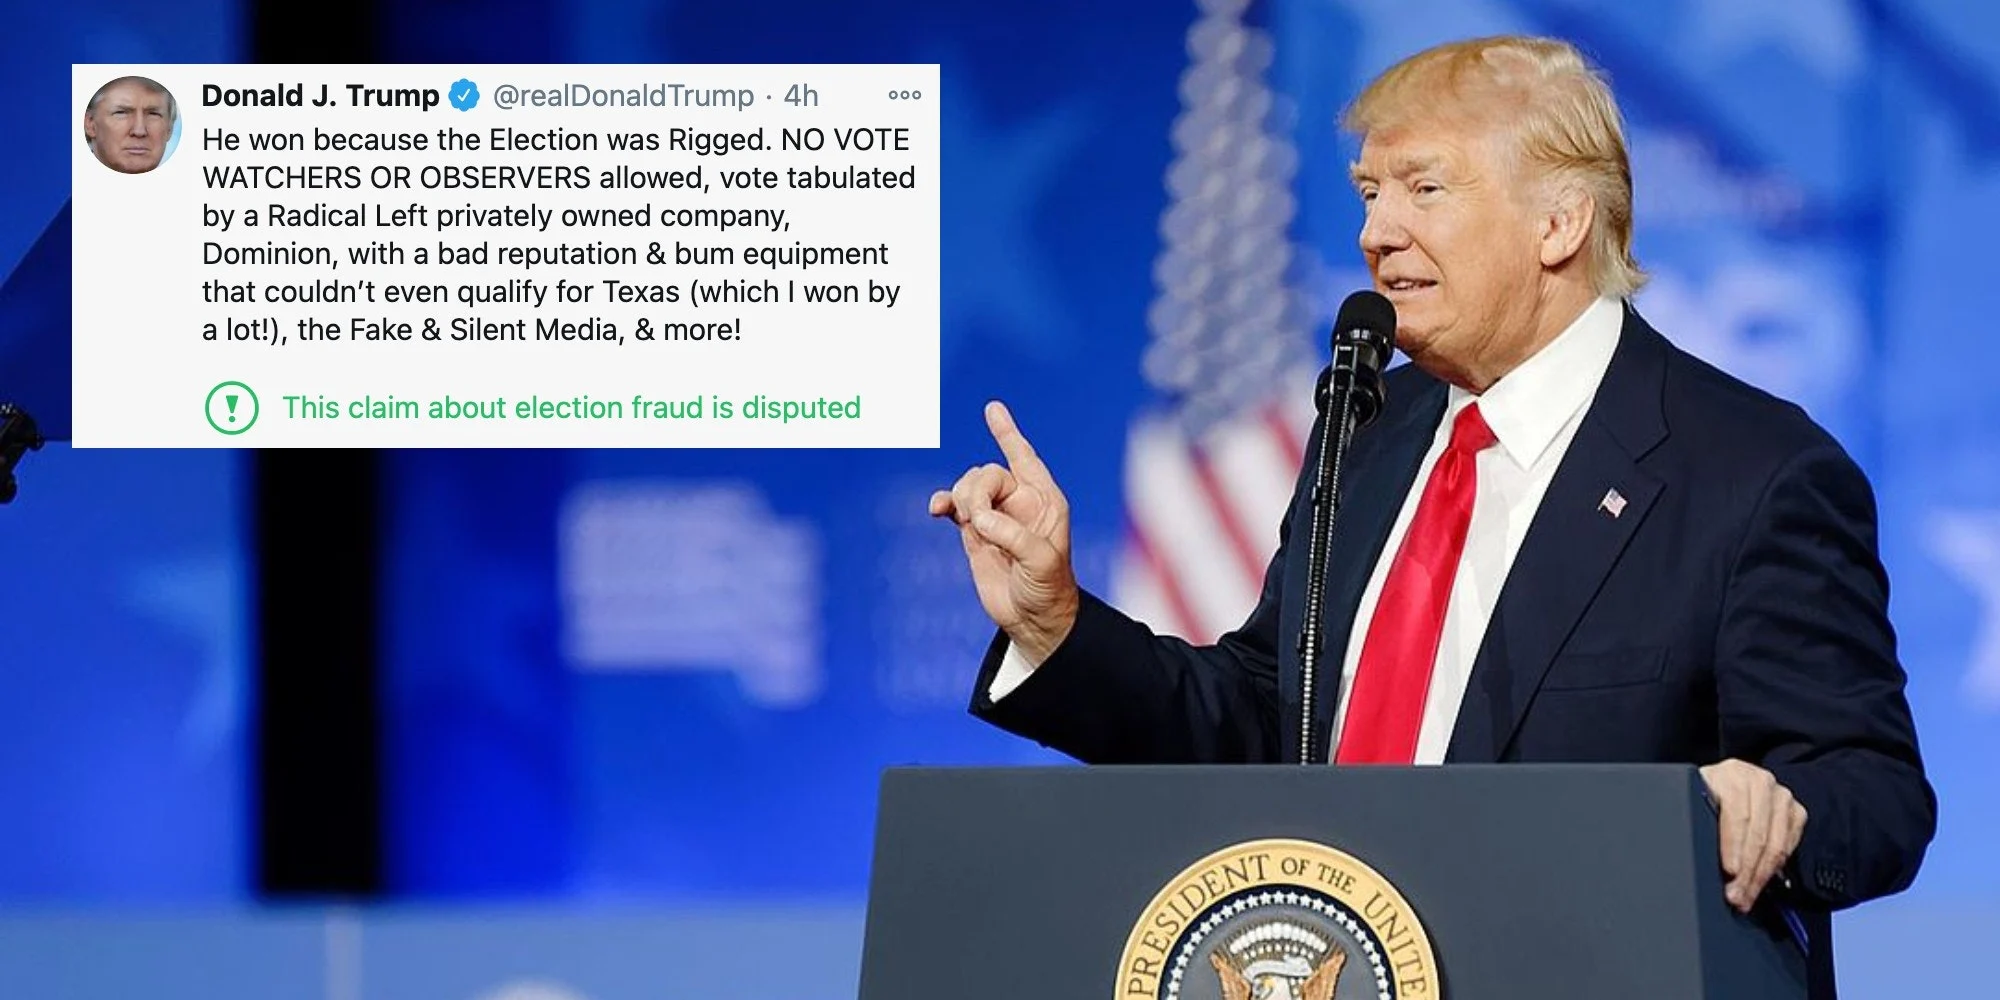 Donald J. Trump @realDonaldTrump · 4h
He won because the Election was Rigged. NO VOTE
WATCHERS OR OBSERVERS allowed, vote tabulated
by a Radical Left privately owned company,
Dominion, with a bad reputation & bum equipment
that couldn't even qualify for Texas (which I won by
a lot!), the Fake & Silent Media, & more!
This claim about election fraud is disputed
PRESIDENT OF THE UNITE